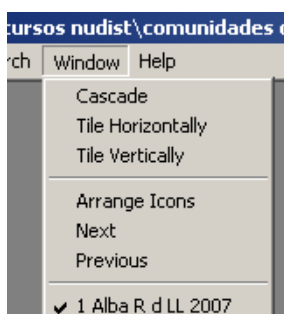 cursos nudist\comunidades
rch Window Help
Cascade
Tile Horizontally
Tile Vertically
Arrange Icons
Next
Previous
1 Alba R d LL 2007